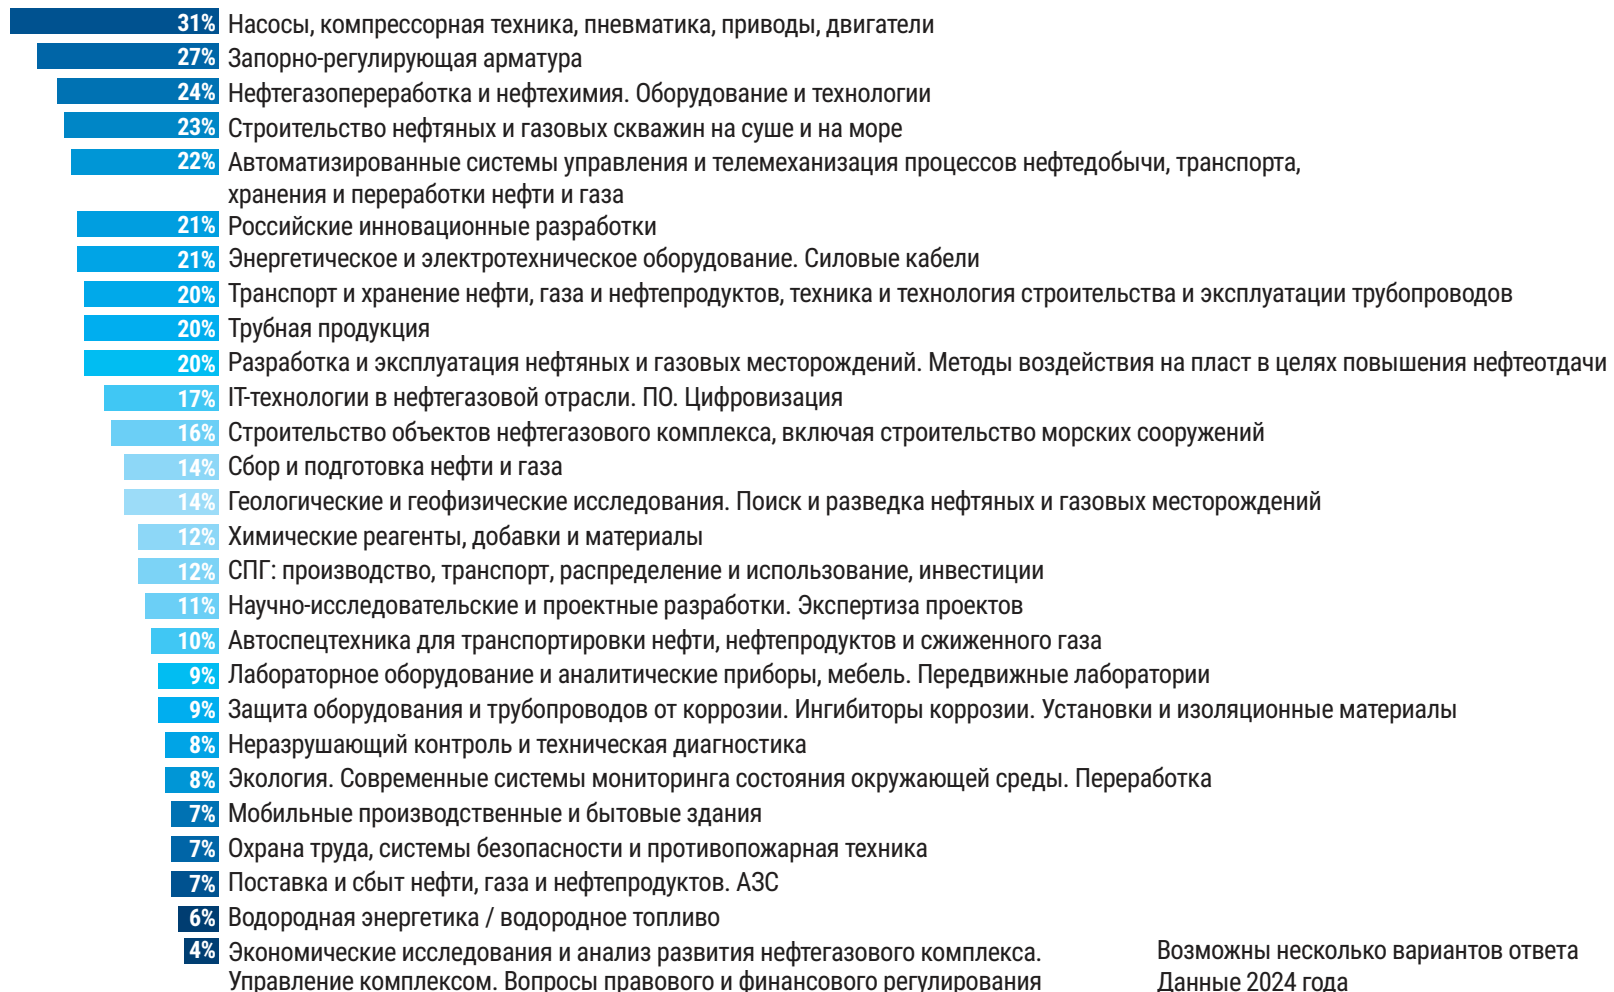 31% Насосы, компрессорная техника, пневматика, приводы, двигатели
27% Запорно-регулирующая арматура
24% Нефтегазопереработка и нефтехимия. Оборудование и технологии
23% Строительство нефтяных и газовых скважин на суше и на море
22% Автоматизированные системы управления и телемеханизация процессов нефтедобычи, транспорта,
хранения и переработки нефти и газа
21% Российские инновационные разработки
21% Энергетическое и электротехническое оборудование. Силовые кабели
20% Транспорт и хранение нефти, газа и нефтепродуктов, техника и технология строительства и эксплуатации трубопроводов
20% Трубная продукция
20% Разработка и эксплуатация нефтяных и газовых месторождений. Методы воздействия на пласт в целях повышения нефтеотдачи
17% IT-технологии в нефтегазовой отрасли. ПО. Цифровизация
16% Строительство объектов нефтегазового комплекса, включая строительство морских сооружений
14% Сбор и подготовка нефти и газа
14% Геологические и геофизические исследования. Поиск и разведка нефтяных и газовых месторождений
12% Химические реагенты, добавки и материалы
12% СПГ: производство, транспорт, распределение и использование, инвестиции
11% Научно-исследовательские и проектные разработки. Экспертиза проектов
10% Автоспецтехника для транспортировки нефти, нефтепродуктов и сжиженного газа
9% Лабораторное оборудование и аналитические приборы, мебель. Передвижные лаборатории
9% Защита оборудования и трубопроводов от коррозии. Ингибиторы коррозии. Установки и изоляционные материалы
8% Неразрушающий контроль и техническая диагностика
8% Экология. Современные системы мониторинга состояния окружающей среды. Переработка
7% Мобильные производственные и бытовые здания
7% Охрана труда, системы безопасности и противопожарная техника
7% Поставка и сбыт нефти, газа и нефтепродуктов. АЗС
6% Водородная энергетика / водородное топливо
4% Экономические исследования и анализ развития нефтегазового комплекса.
Управление комплексом. Вопросы правового и финансового регулирования
Возможны несколько вариантов ответа
Данные 2024 года